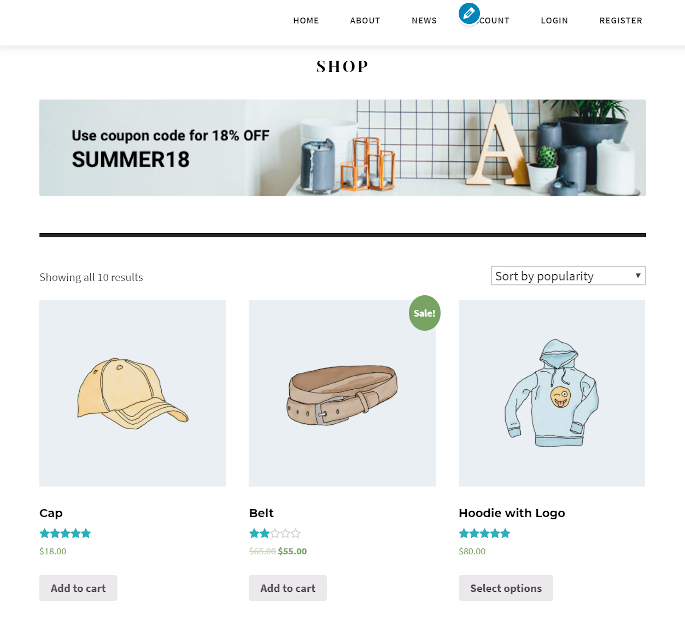 HOME ABOUT NEWS COUNT LOGIN REGISTER
SHOP
Use coupon code for 18% OFF
SUMMER18
Showing all 10 results
Sort by popularity
Sale!
Cap
$18.00
Add to cart
Belt
$65.00 $55.00
Add to cart
Hoodie with Logo
$80.00
Select options